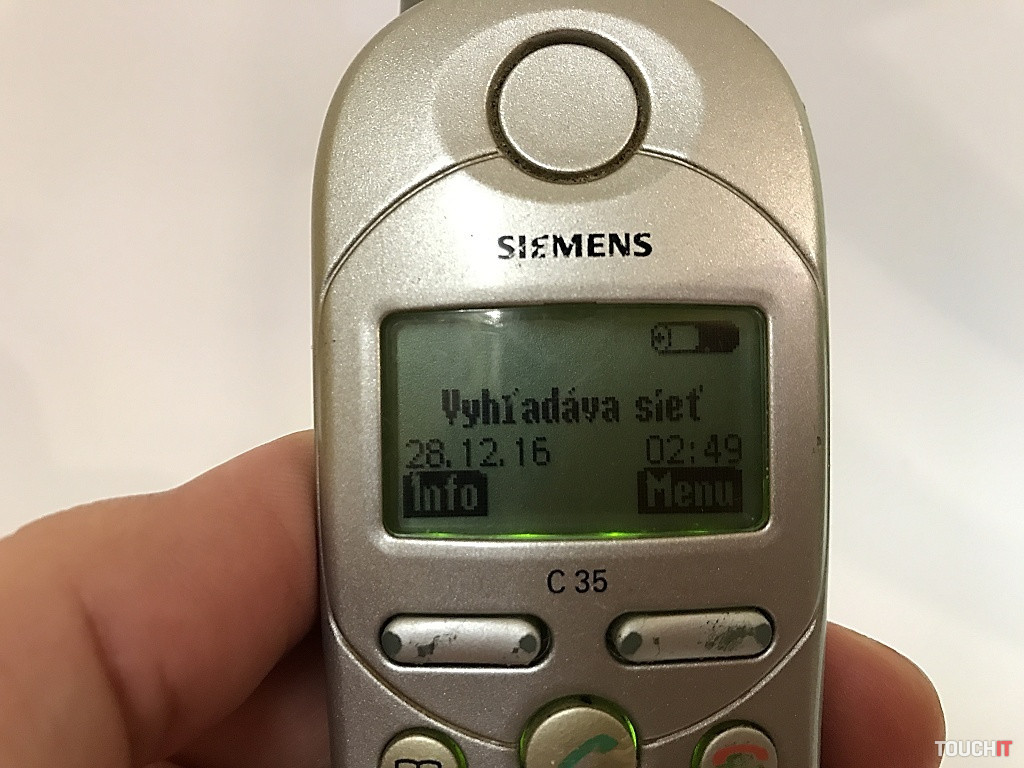 SIEMENS
Vyhľadáva sieť
28.12.16 02:49
Info Menu
C 35
TOUCHIT